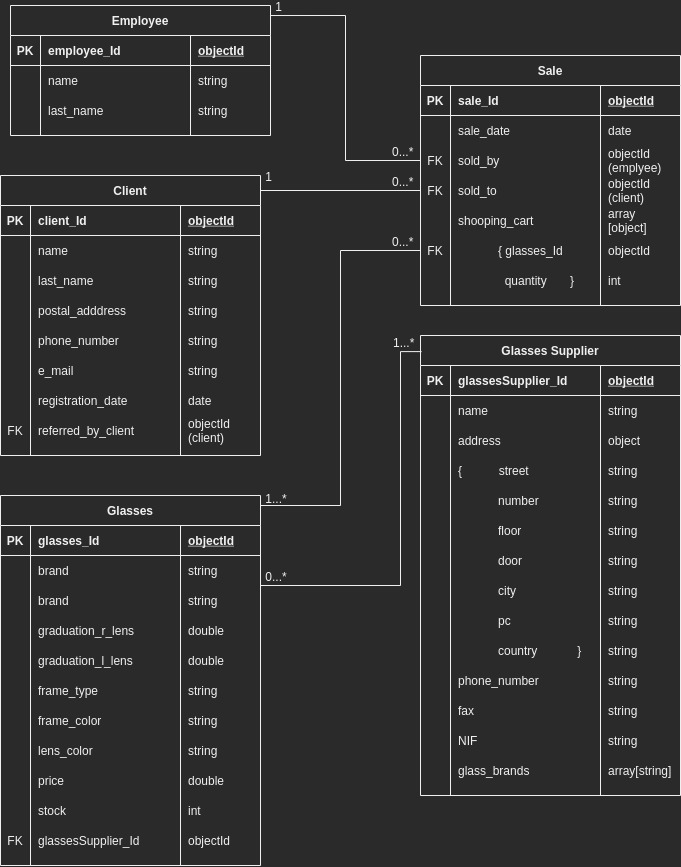 Employee
1
PK employee_Id objectId
name string
last_name string
Sale
PK sale_Id objectId
sale_date date
0...*
FK sold_by objectId
(emplyee)
0...*
FK sold_to objectId
(client)
shooping_cart array
[object]
0...*
FK { glasses_Id objectId
quantity } int
Client
1
PK client_Id objectId
name string
last_name string
postal_adddress string
phone_number string
e_mail string
registration_date date
FK referred_by_client objectId
(client)
1...*
Glasses Supplier
PK glassesSupplier_Id objectId
name string
address object
{ street string
number string
floor string
door string
city string
pc string
country } string
phone_number string
fax string
NIF string
glass_brands array[string]
1...*
Glasses
PK glasses_Id objectId
0...*
brand string
brand string
graduation_r_lens double
graduation_l_lens double
frame_type string
frame_color string
lens_color string
price double
stock int
FK glassesSupplier_Id objectId